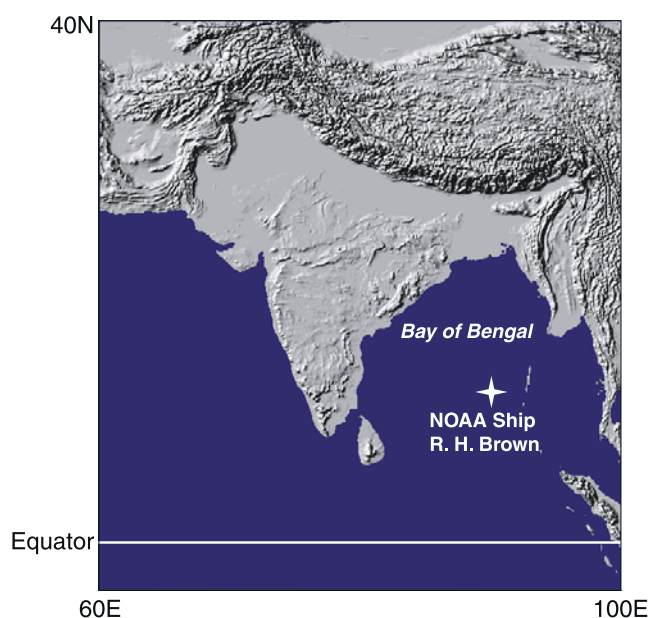 40N
Bay of Bengal
NOAA Ship
R. H. Brown
Equator
60E
100E